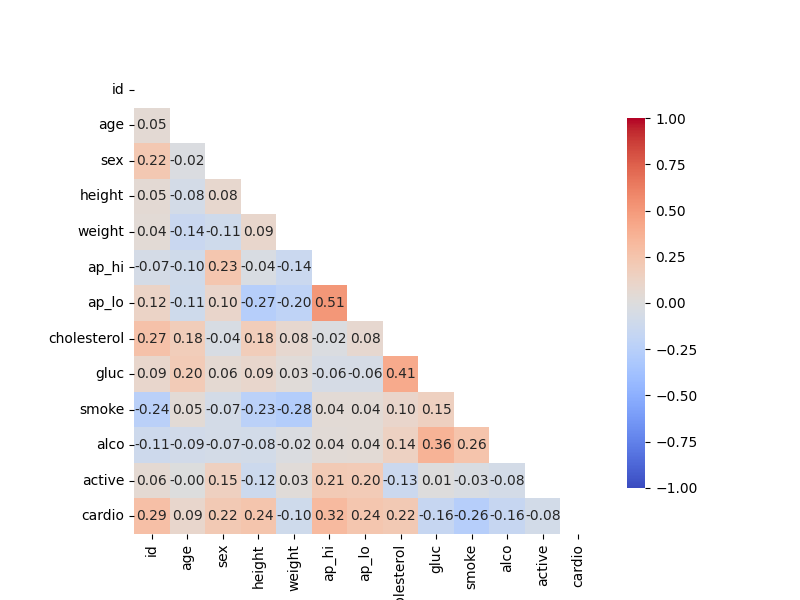 id
age 0.05
sex 0.22 -0.02
height 0.05 -0.08 0.08
weight 0.04 -0.14 -0.11 0.09
ap_hi -0.07 -0.10 0.23 -0.04 -0.14
ap_lo 0.12 -0.11 0.10 -0.27 -0.20 0.51
cholesterol 0.27 0.18 -0.04 0.18 0.08 -0.02 0.08
gluc 0.09 0.20 0.06 0.09 0.03 -0.06 -0.06 0.41
smoke -0.24 0.05 -0.07 -0.23 -0.28 0.04 0.04 0.10 0.15
alco -0.11 -0.09 -0.07 -0.08 -0.02 0.04 0.04 0.14 0.36 0.26
active 0.06 -0.00 0.15 -0.12 0.03 0.21 0.20 -0.13 0.01 -0.03 -0.08
cardio 0.29 0.09 0.22 0.24 -0.10 0.32 0.24 0.22 -0.16 -0.26 -0.16 -0.08
id age sex height weight ap_hi ap_lo olesterol gluc smoke alco active cardio
1.00
0.75
0.50
0.25
0.00
−0.25
−0.50
−0.75
−1.00